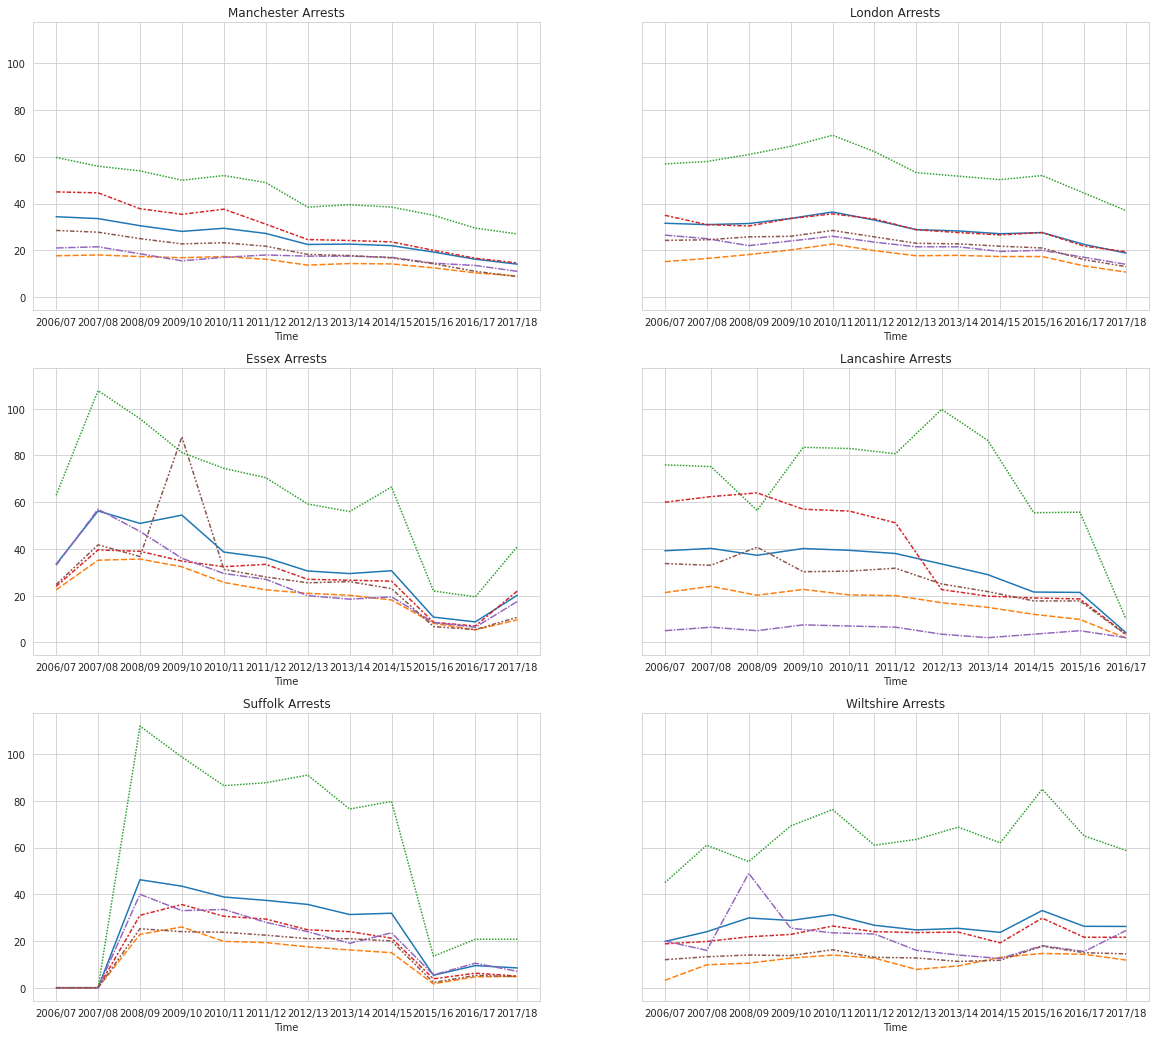 Manchester Arrests
100
80
60
40
20
0
2006/07 2007/08 2008/09 2009/10 2010/11 2011/12 2012/13 2013/14 2014/15 2015/16 2016/17 2017/18
Time
London Arrests
2006/07 2007/08 2008/09 2009/10 2010/11 2011/12 2012/13 2013/14 2014/15 2015/16 2016/17 2017/18
Time
Essex Arrests
100
80
60
40
20
0
2006/07 2007/08 2008/09 2009/10 2010/11 2011/12 2012/13 2013/14 2014/15 2015/16 2016/17 2017/18
Time
Lancashire Arrests
2006/07 2007/08 2008/09 2009/10 2010/11 2011/12 2012/13 2013/14 2014/15 2015/16 2016/17
Time
Suffolk Arrests
100
80
60
40
20
0
2006/07 2007/08 2008/09 2009/10 2010/11 2011/12 2012/13 2013/14 2014/15 2015/16 2016/17 2017/18
Time
Wiltshire Arrests
2006/07 2007/08 2008/09 2009/10 2010/11 2011/12 2012/13 2013/14 2014/15 2015/16 2016/17 2017/18
Time